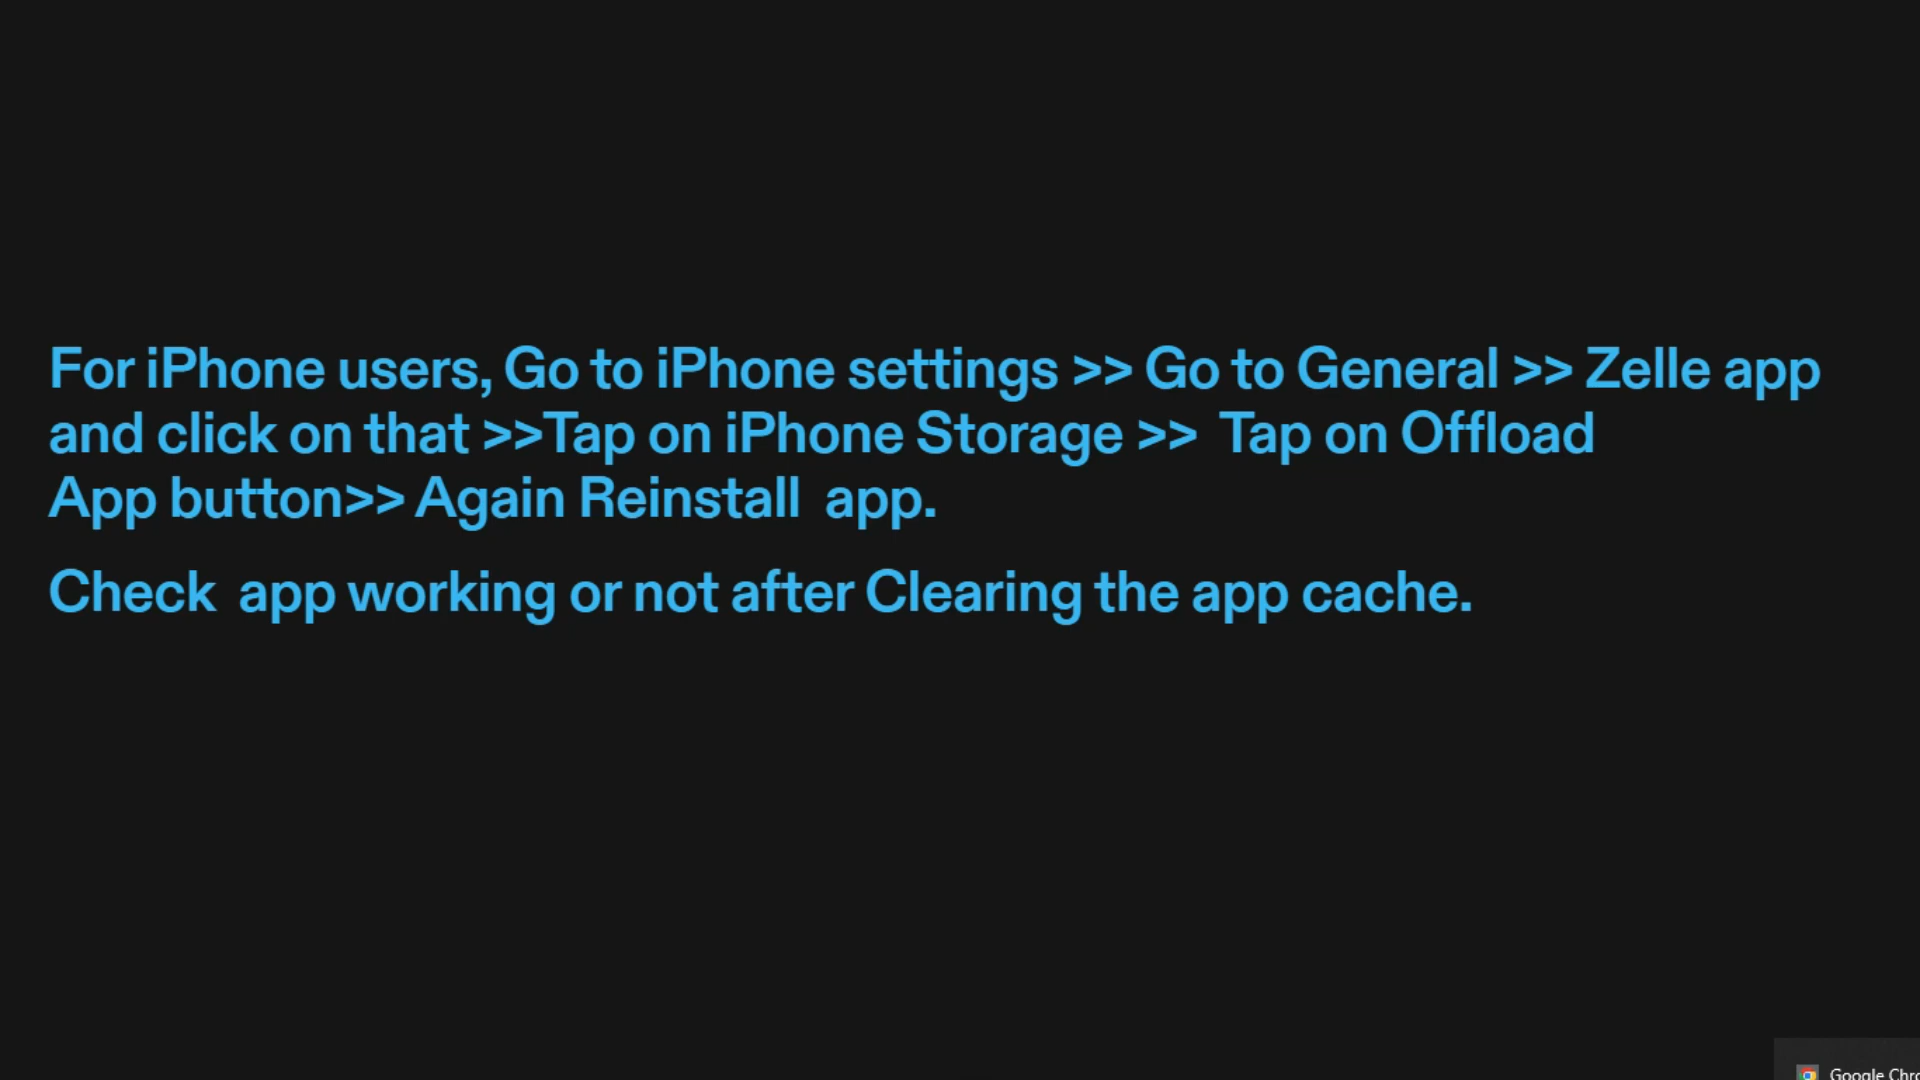 For iPhone users, Go to iPhone settings >> Go to General >> Zelle app
and click on that >>Tap on iPhone Storage >>  Tap on Offload
App button>> Again Reinstall  app.
Check  app working or not after Clearing the app cache.
Google